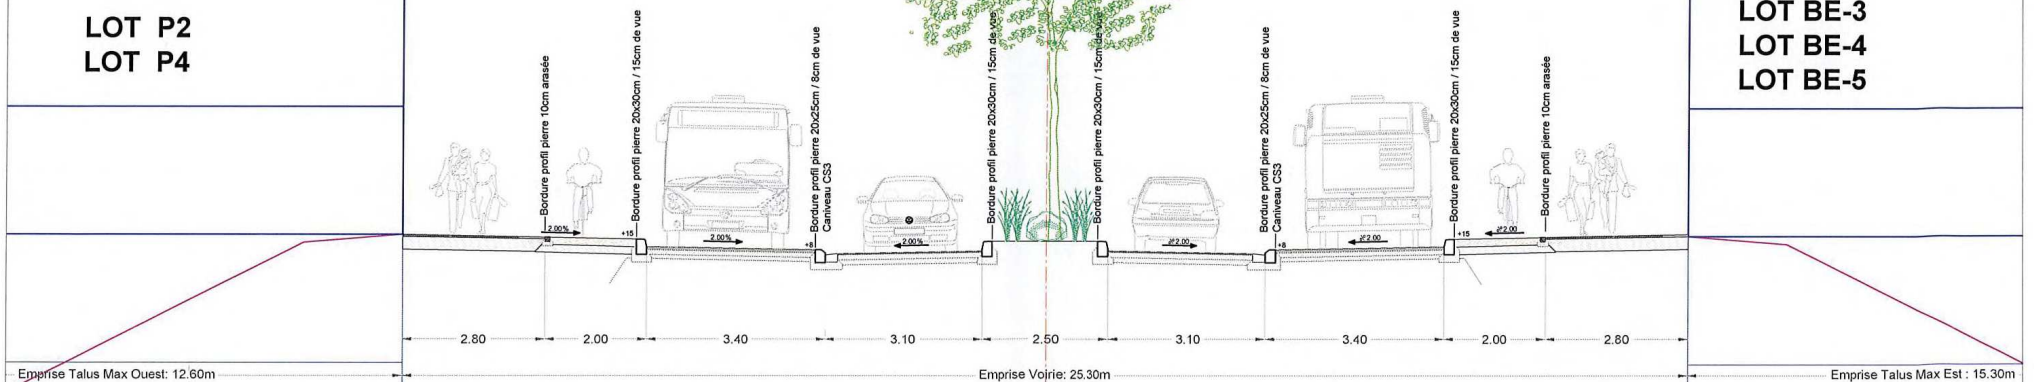 LOT P2
LOT P4
LOT BE-3
LOT BE-4
LOT BE-5
Bordure profil pierre 10cm arasée
Bordure profil pierre 20x30cm / 15cm de vue
Bordure profil pierre 20x25cm / 8cm de vue
Caniveau CS3
Bordure profil pierre 20x30cm / 15cm de vue
Bordure profil pierre 20x30cm / 15cm de vue
Bordure profil pierre 20x25cm / 8cm de vue
Caniveau CS3
Bordure profil pierre 20x30cm / 15cm de vue
Bordure profil pierre 10cm arasée
2.00% +15 2.00% +8 2.00% 2.00 +8 2.00 +15 2.00
2.80 2.00 3.40 3.10 2.50 3.10 3.40 2.00 2.80
Emprise Talus Max Ouest: 12.60m Emprise Voirie: 25.30m Emprise Talus Max Est : 15.30m